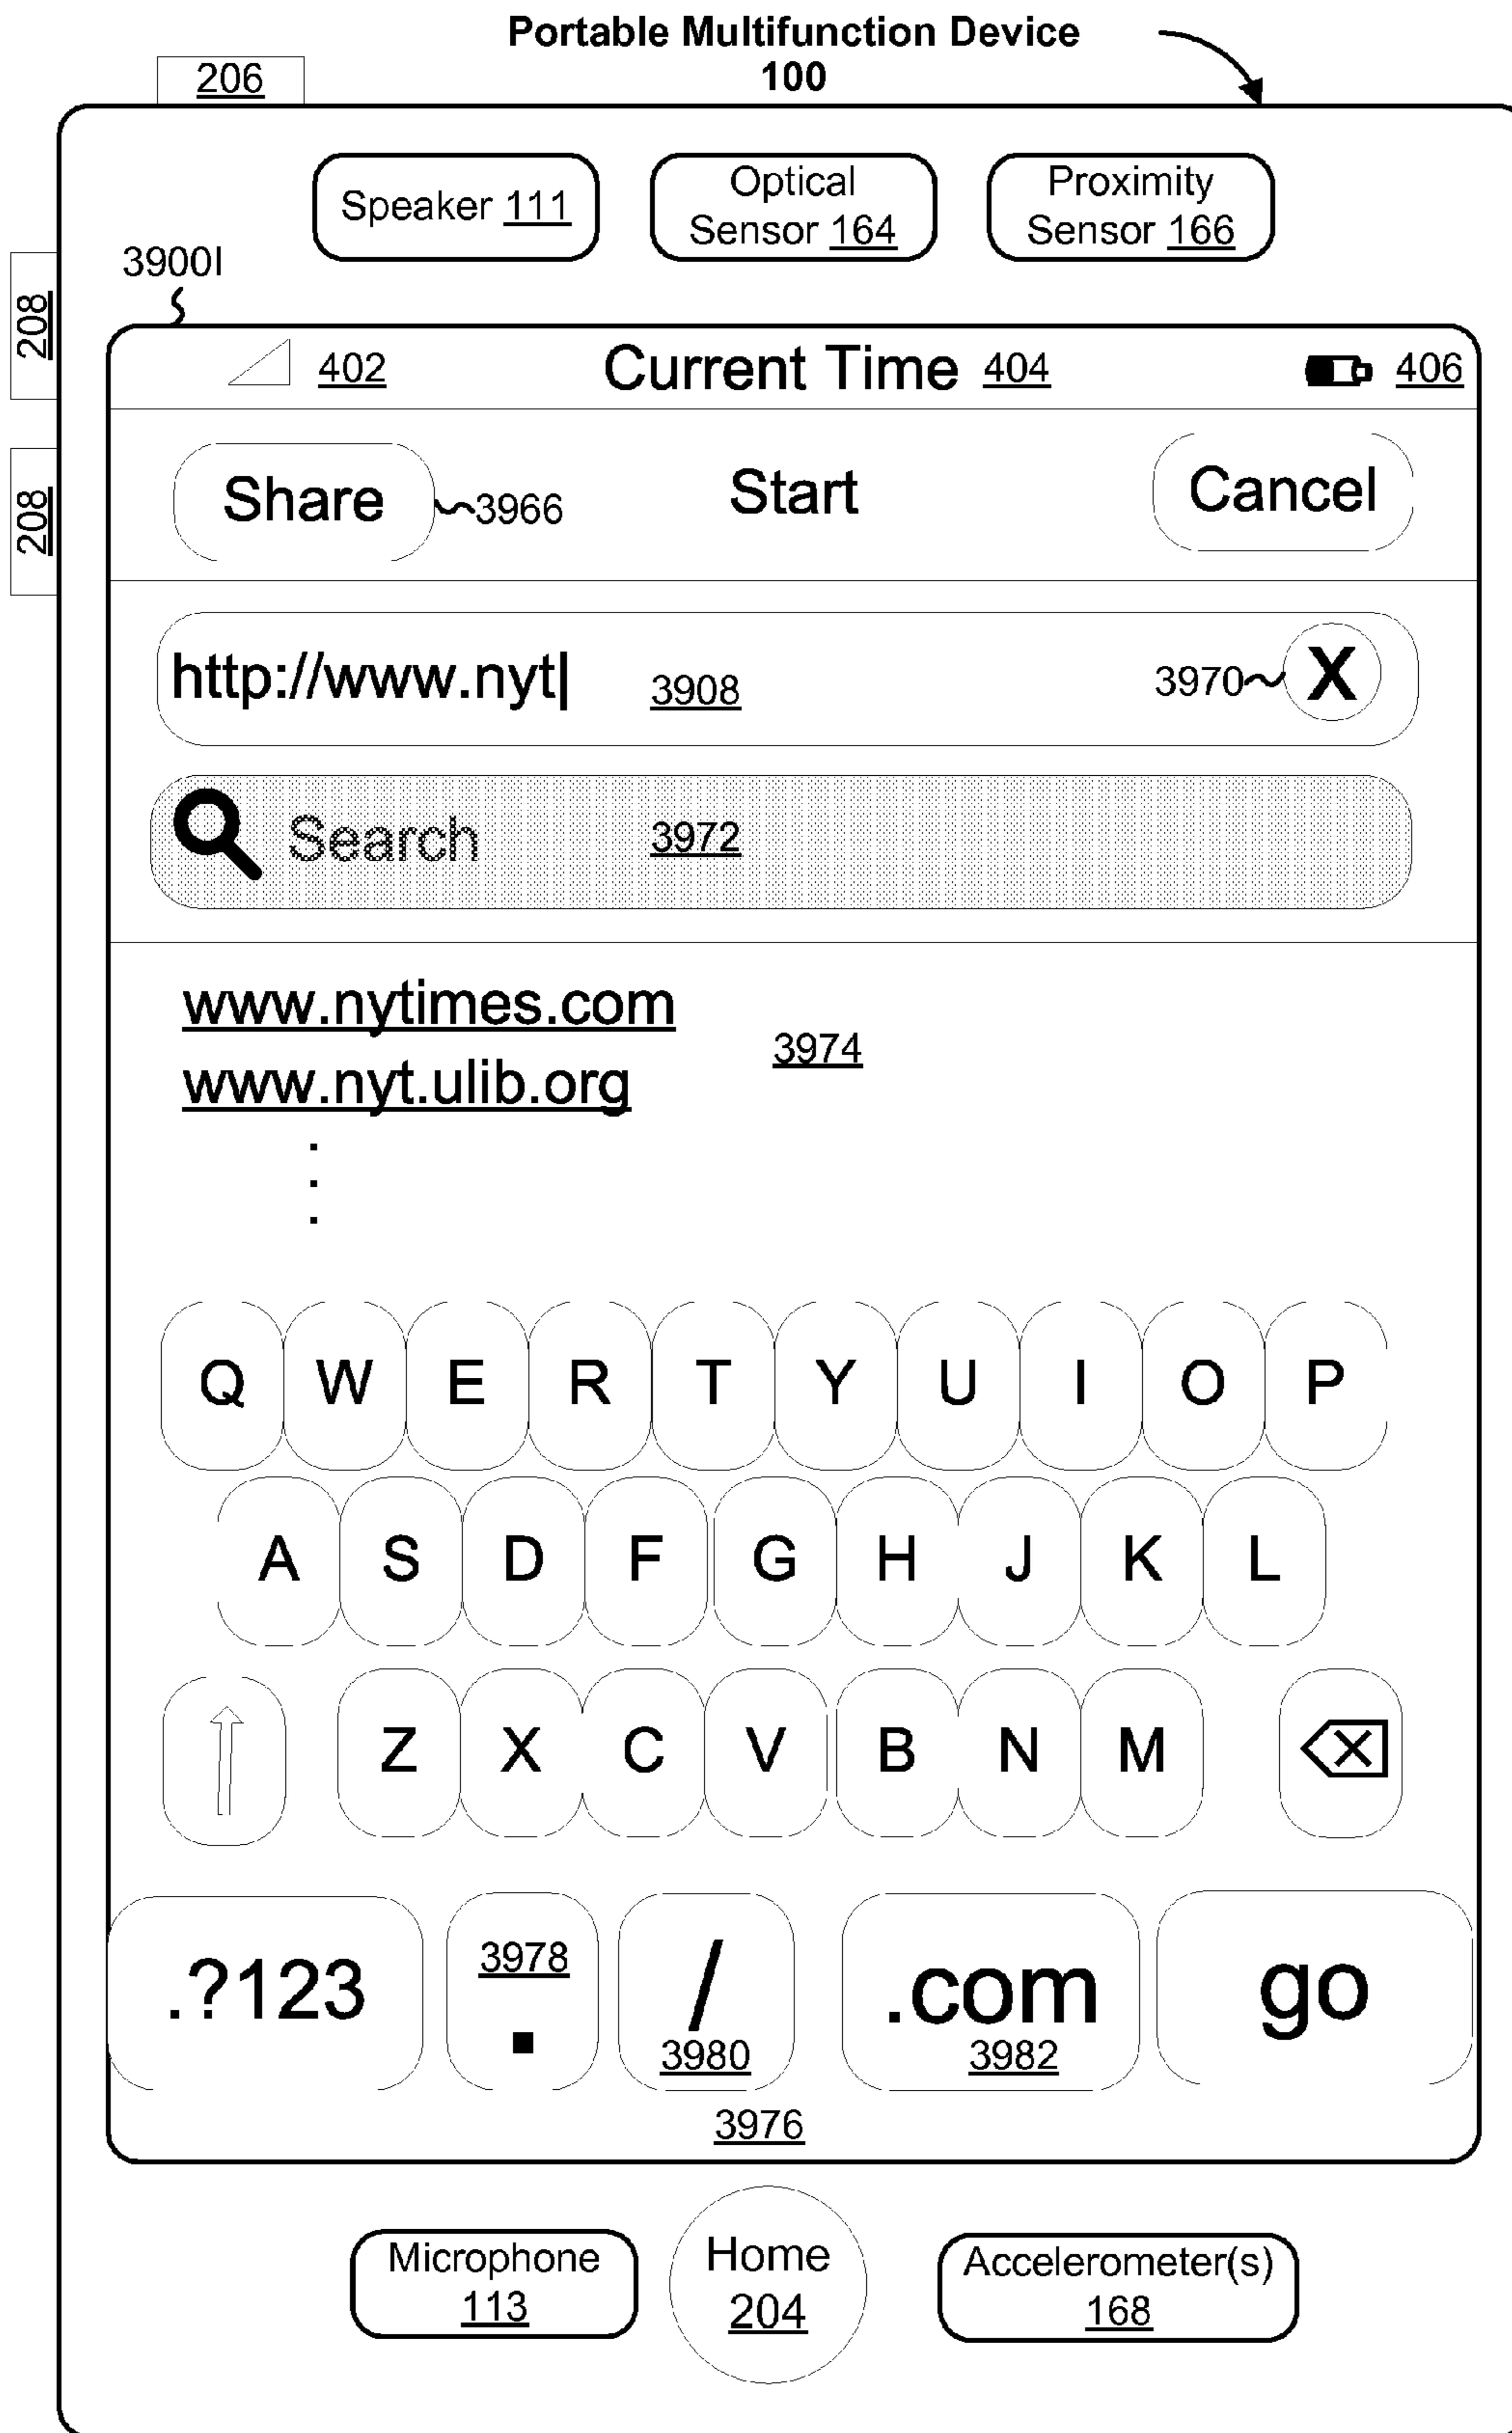 Portable Multifunction Device
100
206
Speaker 111
Optical
Sensor 164
Proximity
Sensor 166
3900I
208
208
402 Current Time 404 406
Share 3966 Start Cancel
http://www.nyt 3908 3970 X
Search 3972
www.nytimes.com
3974
www.nyt.ulib.org
Q W E R T Y U I O P
A S D F G H J K L
Z X C V B N M
.?123 3978 . / 3980 .com 3982 go
3976
Microphone
113
Home
204
Accelerometer(s)
168